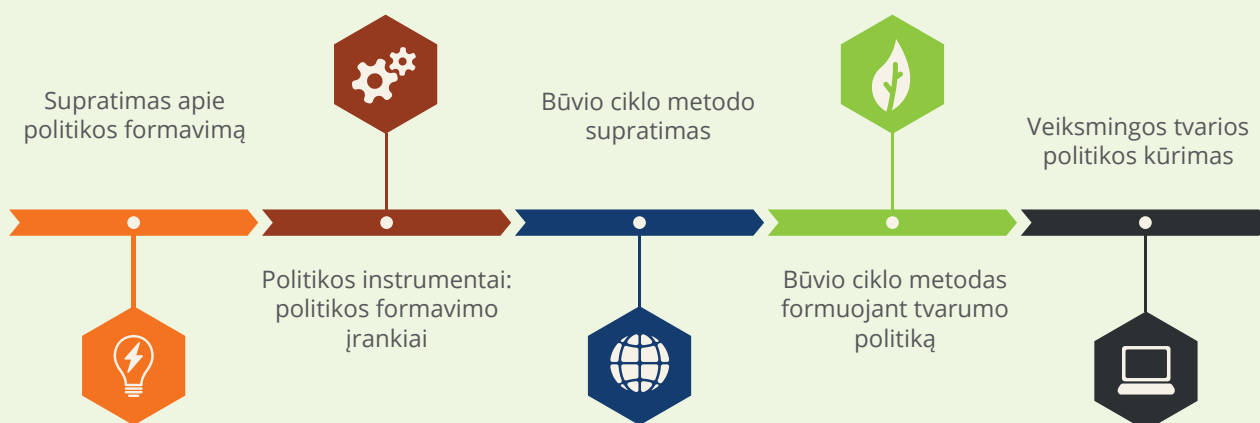 Supratimas apie
politikos formavimą
Politikos instrumentai:
politikos formavimo
įrankiai
Būvio ciklo metodo
supratimas
Būvio ciklo metodas
formuojant tvarumo
politiką
Veiksmingos tvarios
politikos kūrimas